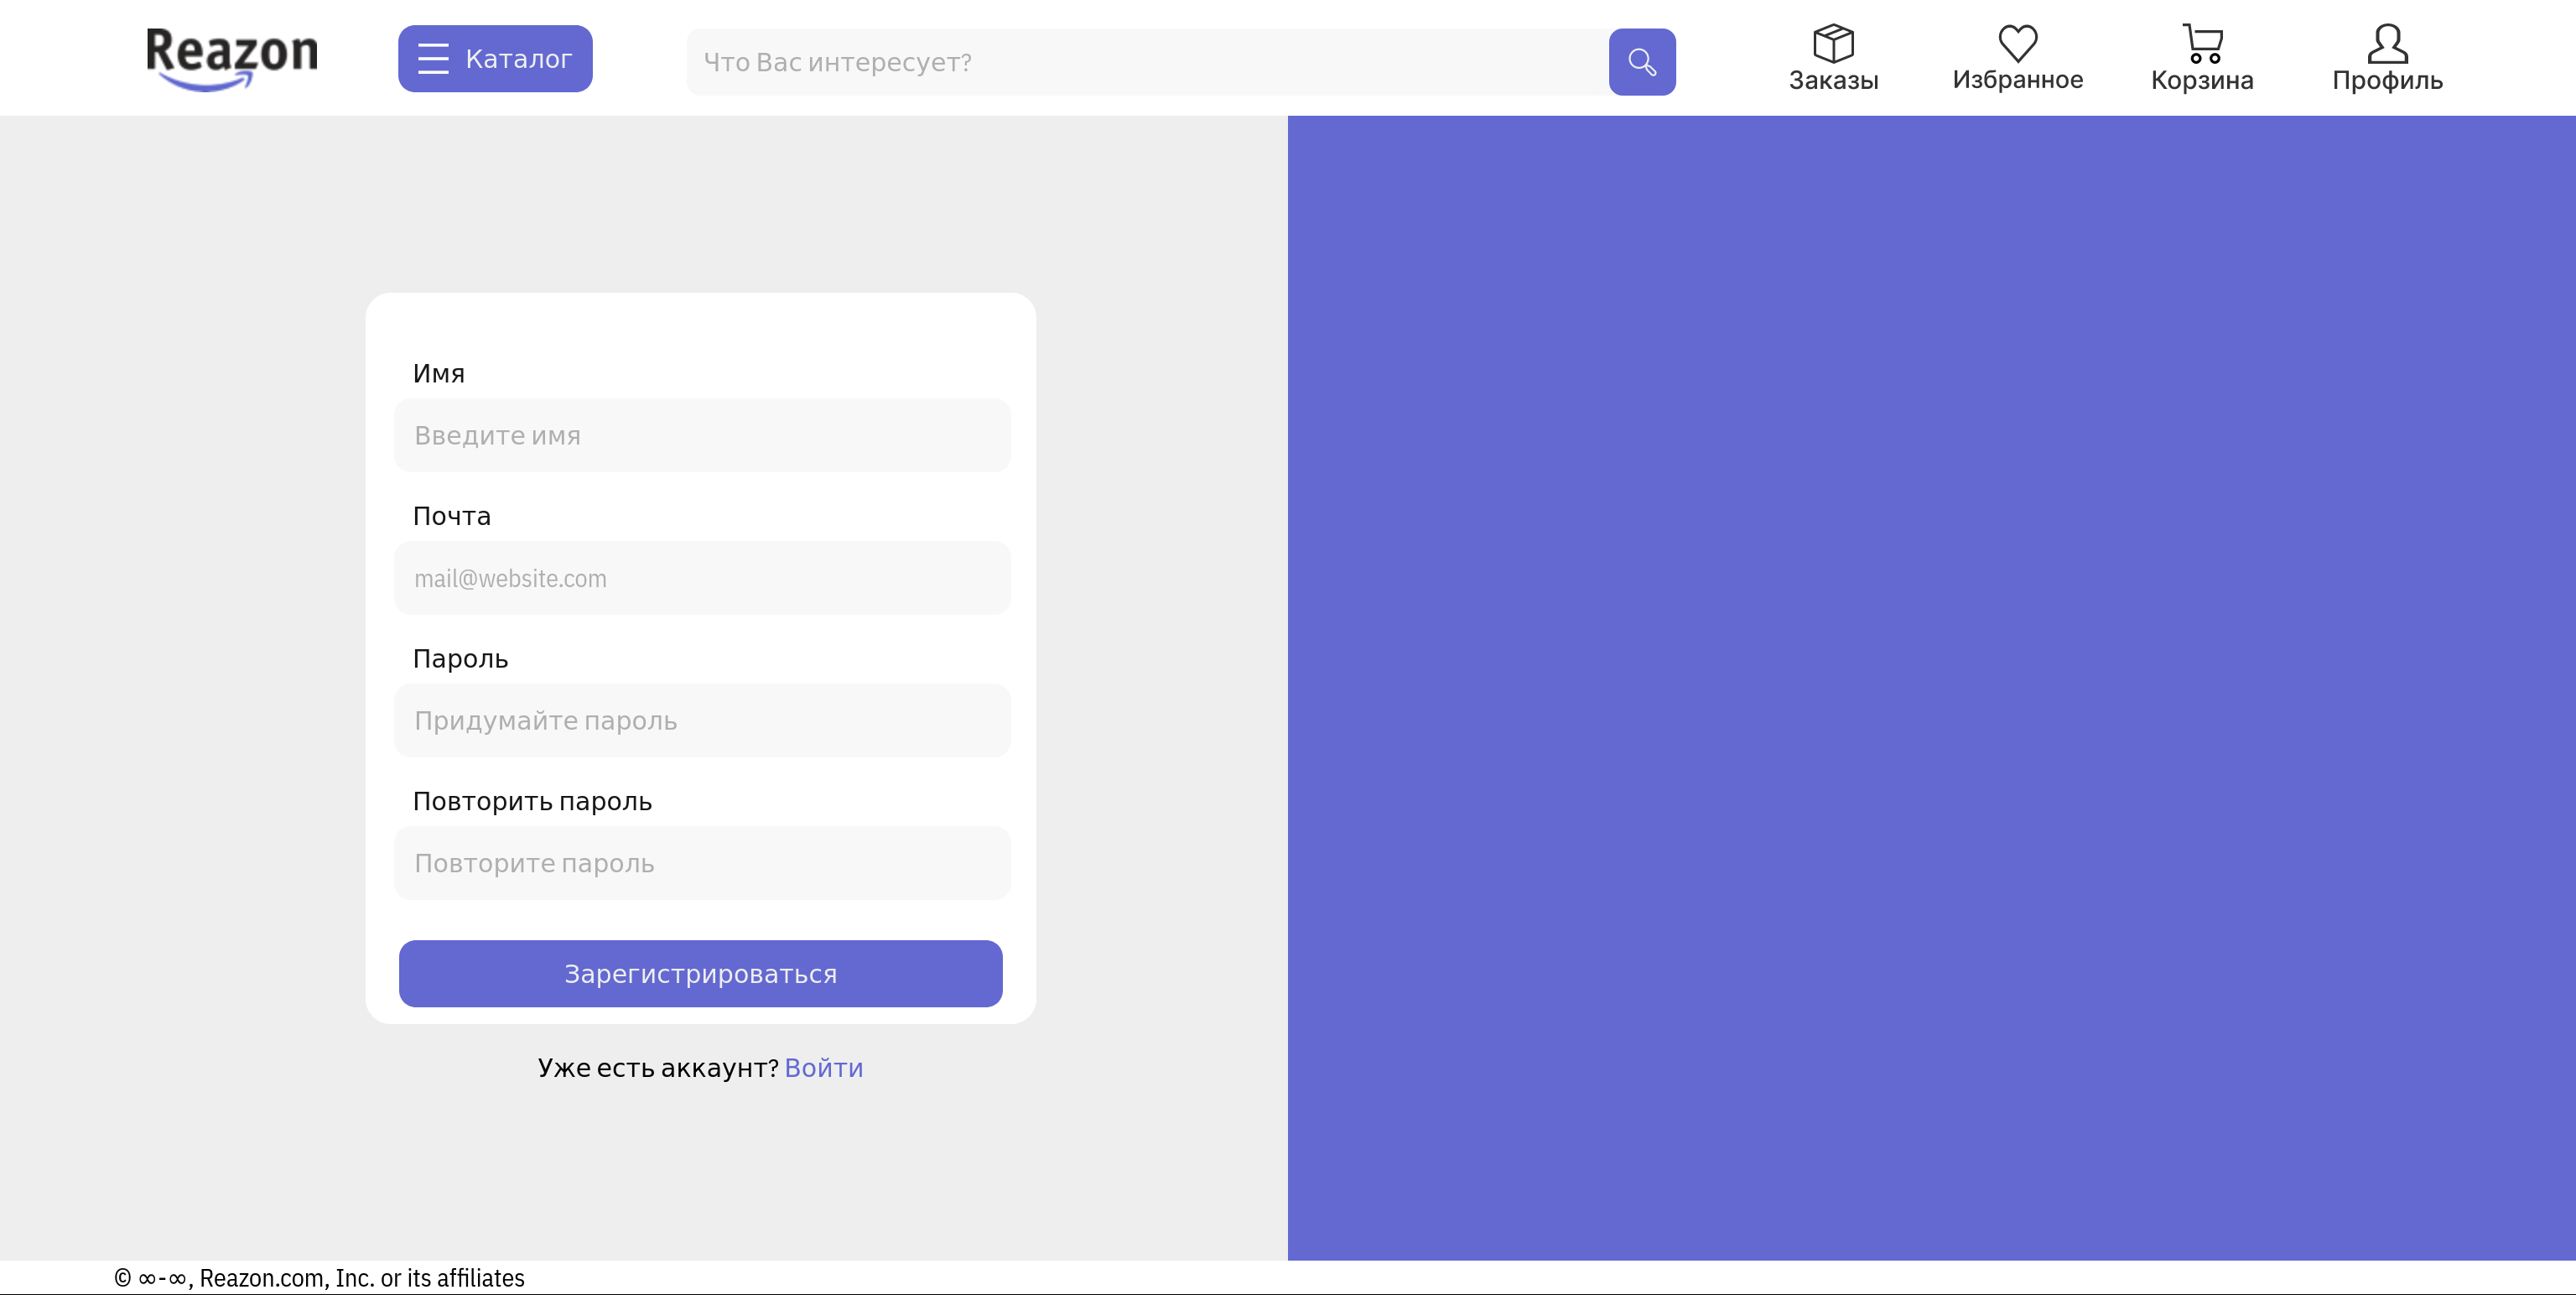 Reazon
Каталог
Что Вас интересует?
Заказы
Избранное
Корзина
Профиль
Имя
Введите имя
Почта
mail@website.com
Пароль
Придумайте пароль
Повторить пароль
Повторите пароль
Зарегистрироваться
Уже есть аккаунт? Войти
© ∞-∞, Reazon.com, Inc. or its affiliates